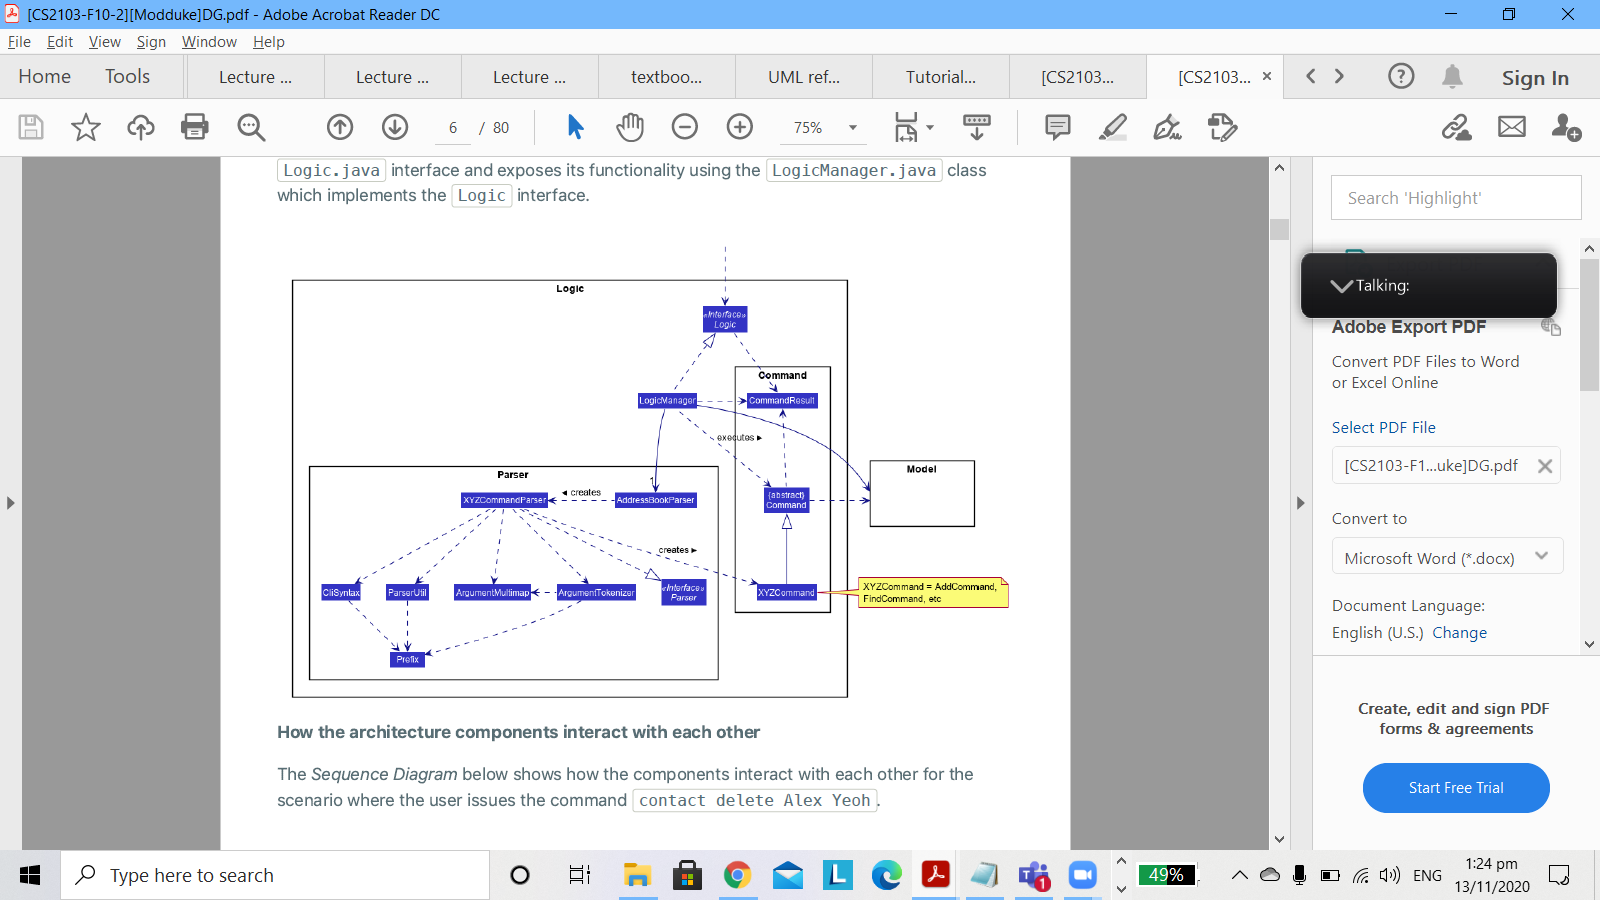 [CS2103-F10-2][Modduke]DG.pdf - Adobe Acrobat Reader DC
File Edit View Sign Window Help
Home Tools Lecture ... Lecture ... Lecture ... textboo... UML ref... Tutorial... [CS2103... [CS2103... Sign In
6 / 80 75%
Logic.java interface and exposes its functionality using the LogicManager.java class
which implements the Logic interface.
Logic
«Interface»
Logic
Command
LogicManager
CommandResult
executes
Model
Parser
{abstract}
Command
XYZCommandParser
creates
1
AddressBookParser
creates
CliSyntax
ParserUtil
ArgumentMultimap
ArgumentTokenizer
«Interface»
Parser
XYZCommand
XYZCommand = AddCommand,
FindCommand, etc
Prefix
How the architecture components interact with each other
The Sequence Diagram below shows how the components interact with each other for the
scenario where the user issues the command contact delete Alex Yeoh.
Search 'Highlight'
Talking:
Adobe Export PDF
Convert PDF Files to Word
or Excel Online
Select PDF File
[CS2103-F1...uke]DG.pdf
Convert to
Microsoft Word (*.docx)
Document Language:
English (U.S.) Change
Create, edit and sign PDF
forms & agreements
Start Free Trial
Type here to search
L
1
49%
ENG
1:24 pm
13/11/2020